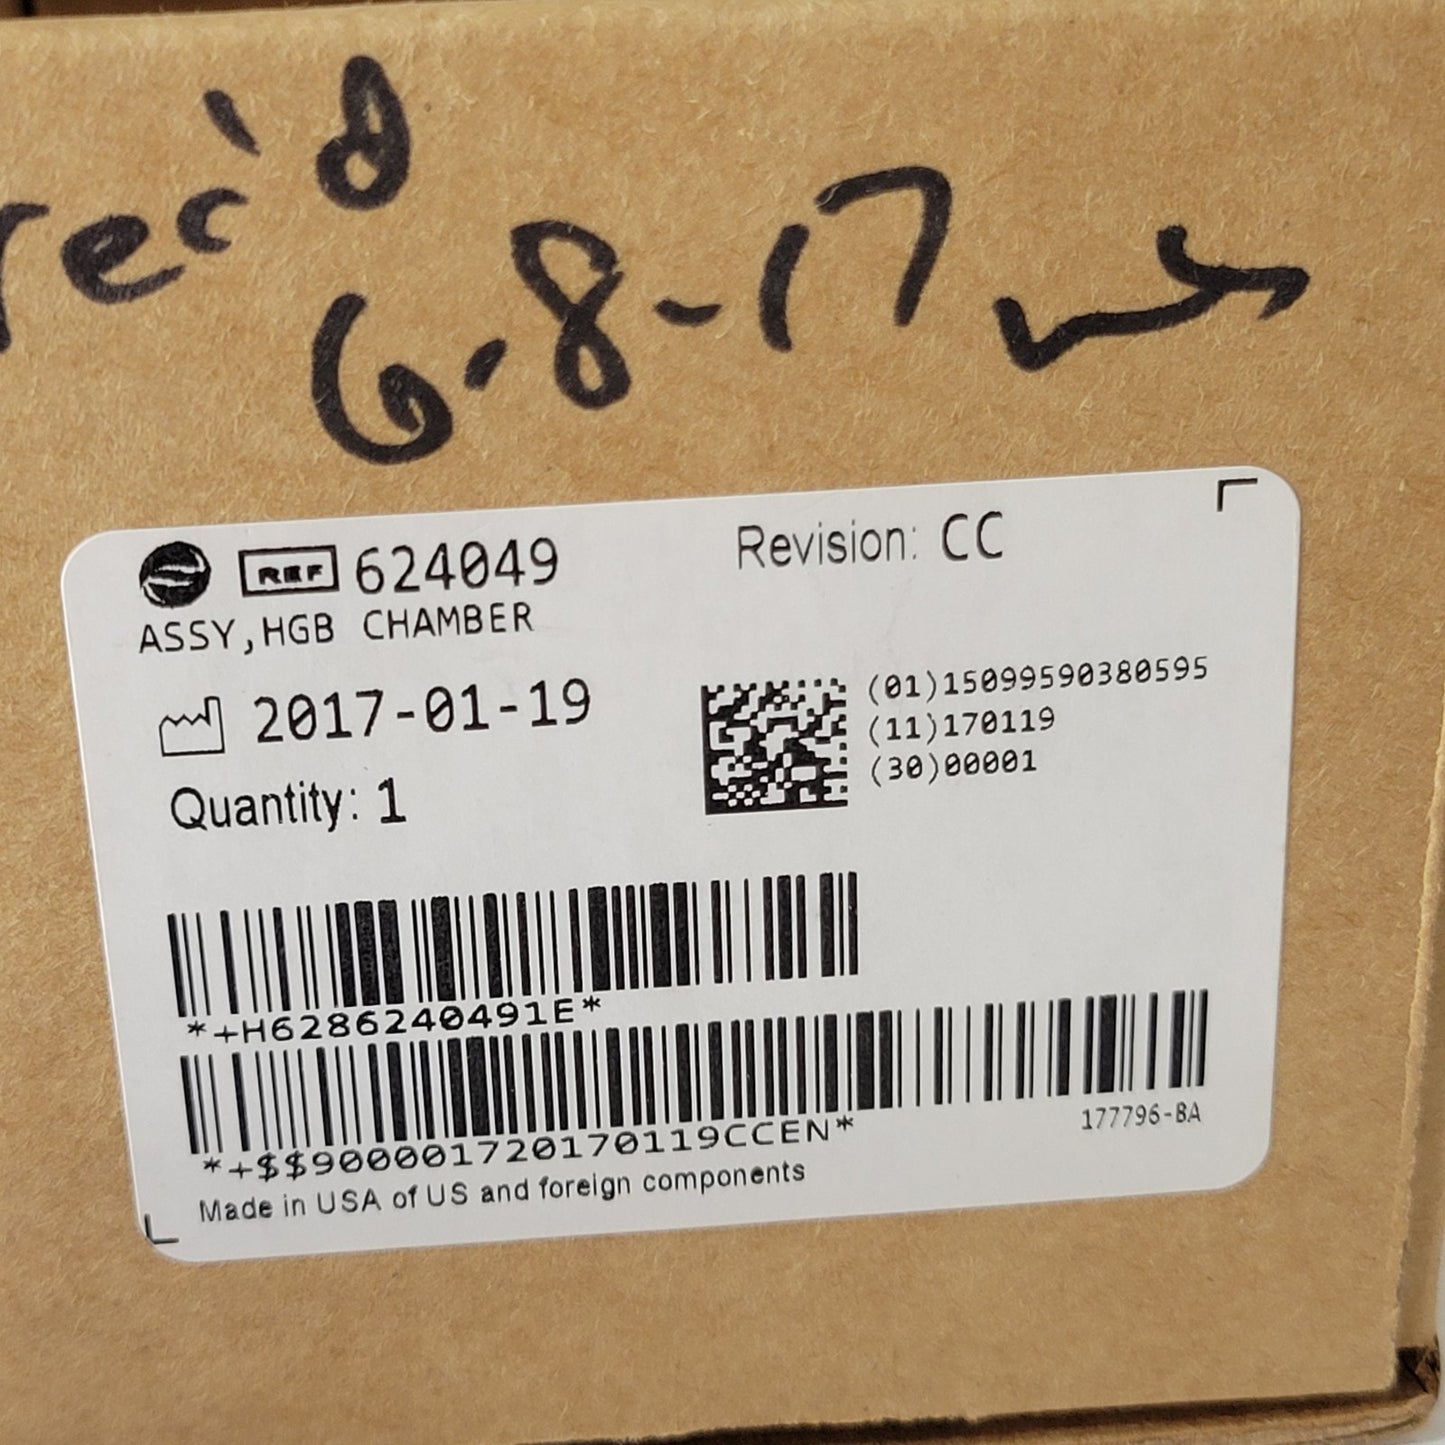 rec'd
6-8-17
REF 624049
Revision: CC
ASSY,HGB CHAMBER
2017-01-19
(01)15099590380595
(11)170119
(30)00001
Quantity: 1
*+H6286240491E*
*+$$900001720170119CCEN*
177796-BA
Made in USA of US and foreign components